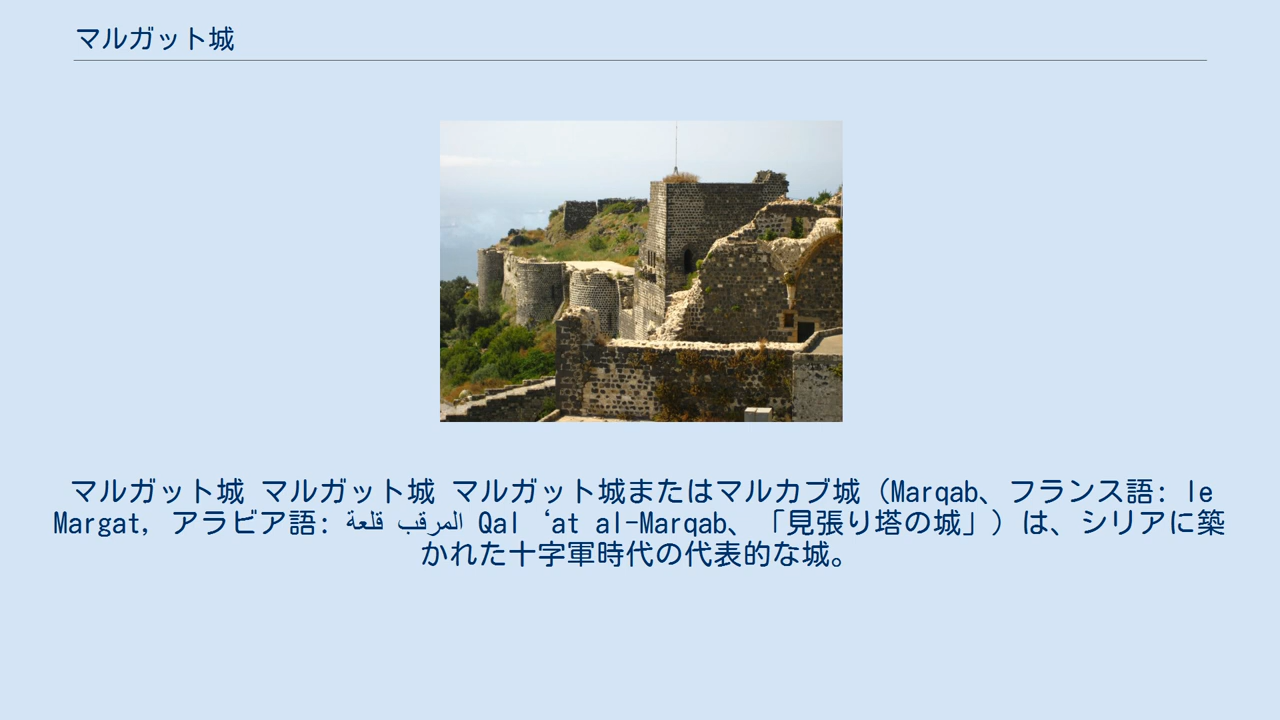 マルガット城
マルガット城 マルガット城 マルガット城またはマルカブ城（Marqab、フランス語: le
Margat, アラビア語: قلعة المرقب Qal‘at al-Marqab、「見張り塔の城」）は、シリアに築
かれた十字軍時代の代表的な城。